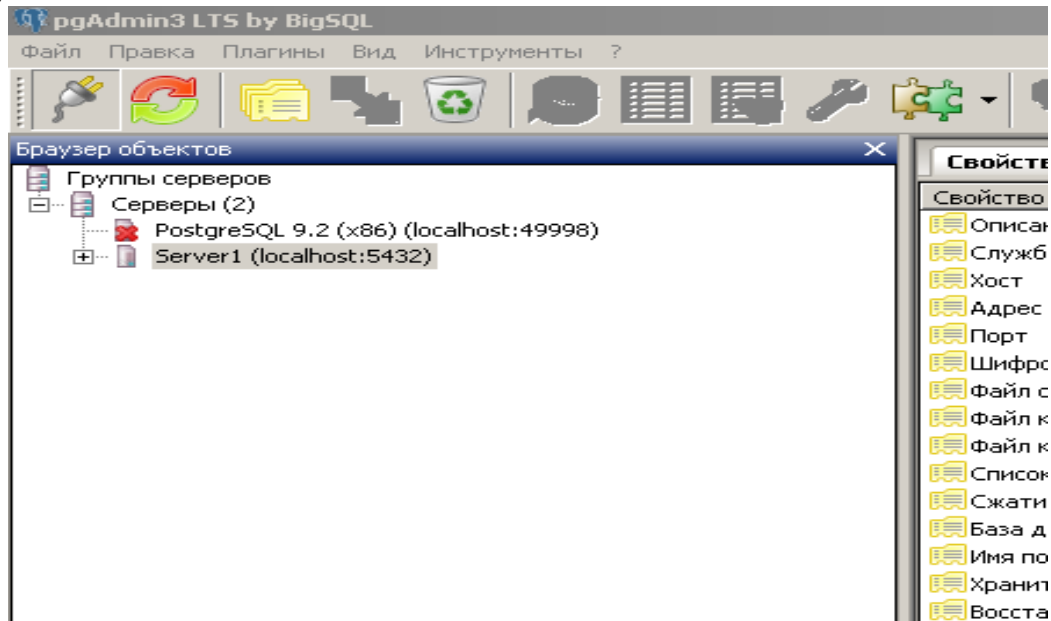 pgAdmin3 LTS by BigSQL
Файл Правка Плагины Вид Инструменты ?
Браузер объектов
Группы серверов
Серверы (2)
PostgreSQL 9.2 (x86) (localhost:49998)
Server1 (localhost:5432)
Свойств
Свойство
Описан
Служб
Хост
Адрес
Порт
Шифро
Файл с
Файл к
Файл к
Список
Сжати
База д
Имя по
Хранит
Восста